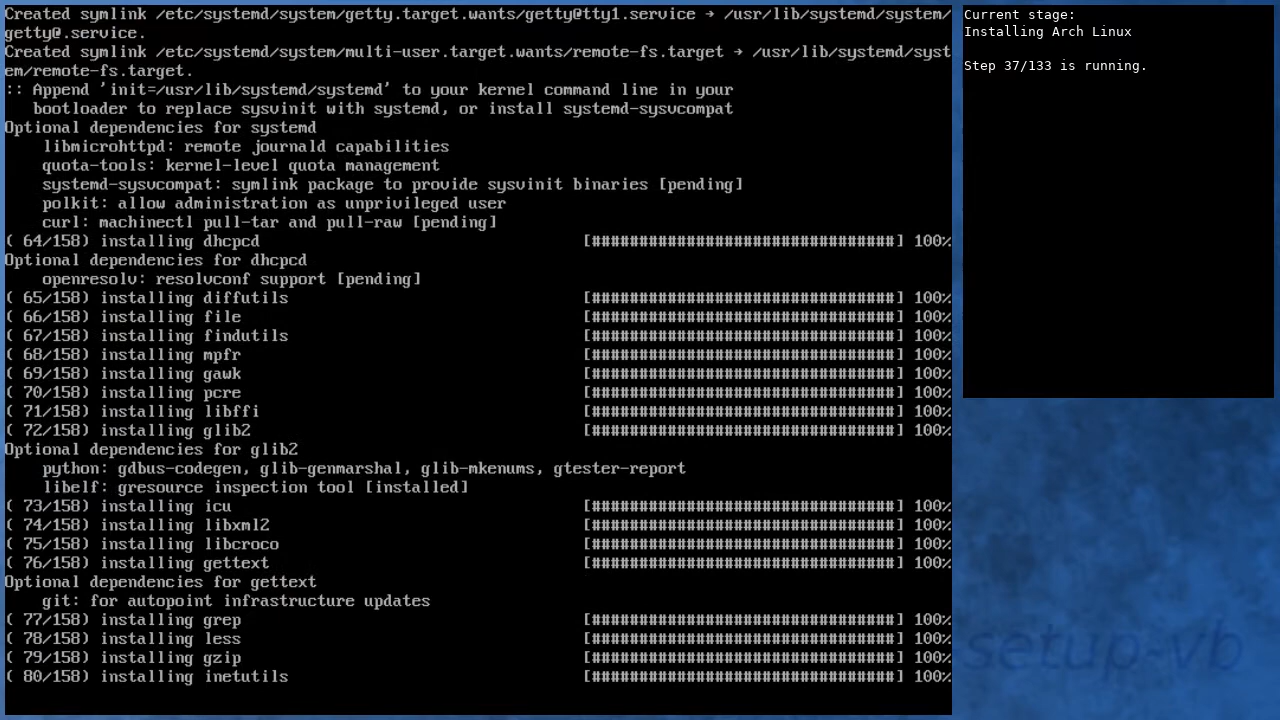 Created symlink /etc/systemd/system/getty.target.wants/getty@tty1.service → /usr/lib/systemd/system/
getty@.service.
Created symlink /etc/systemd/system/multi-user.target.wants/remote-fs.target → /usr/lib/systemd/syst
em/remote-fs.target.
:: Append 'init=/usr/lib/systemd/systemd' to your kernel command line in your
   bootloader to replace sysvinit with systemd, or install systemd-sysvcompat
Optional dependencies for systemd
    libmicrohttpd: remote journald capabilities
    quota-tools: kernel-level quota management
    systemd-sysvcompat: symlink package to provide sysvinit binaries [pending]
    polkit: allow administration as unprivileged user
    curl: machinectl pull-tar and pull-raw [pending]
( 64/158) installing dhcpcd [################################] 100%
Optional dependencies for dhcpcd
    openresolv: resolvconf support [pending]
( 65/158) installing diffutils [################################] 100%
( 66/158) installing file [################################] 100%
( 67/158) installing findutils [################################] 100%
( 68/158) installing mpfr [################################] 100%
( 69/158) installing gawk [################################] 100%
( 70/158) installing pcre [################################] 100%
( 71/158) installing libffi [################################] 100%
( 72/158) installing glib2 [################################] 100%
Optional dependencies for glib2
    python: gdbus-codegen, glib-genmarshal, glib-mkenums, gtester-report
    libelf: gresource inspection tool [installed]
( 73/158) installing icu [################################] 100%
( 74/158) installing libxml2 [################################] 100%
( 75/158) installing libcroco [################################] 100%
( 76/158) installing gettext [################################] 100%
Optional dependencies for gettext
    git: for autopoint infrastructure updates
( 77/158) installing grep [################################] 100%
( 78/158) installing less [################################] 100%
( 79/158) installing gzip [################################] 100%
( 80/158) installing inetutils [################################] 100%
Current stage:
Installing Arch Linux
Step 37/133 is running.
setup-vb